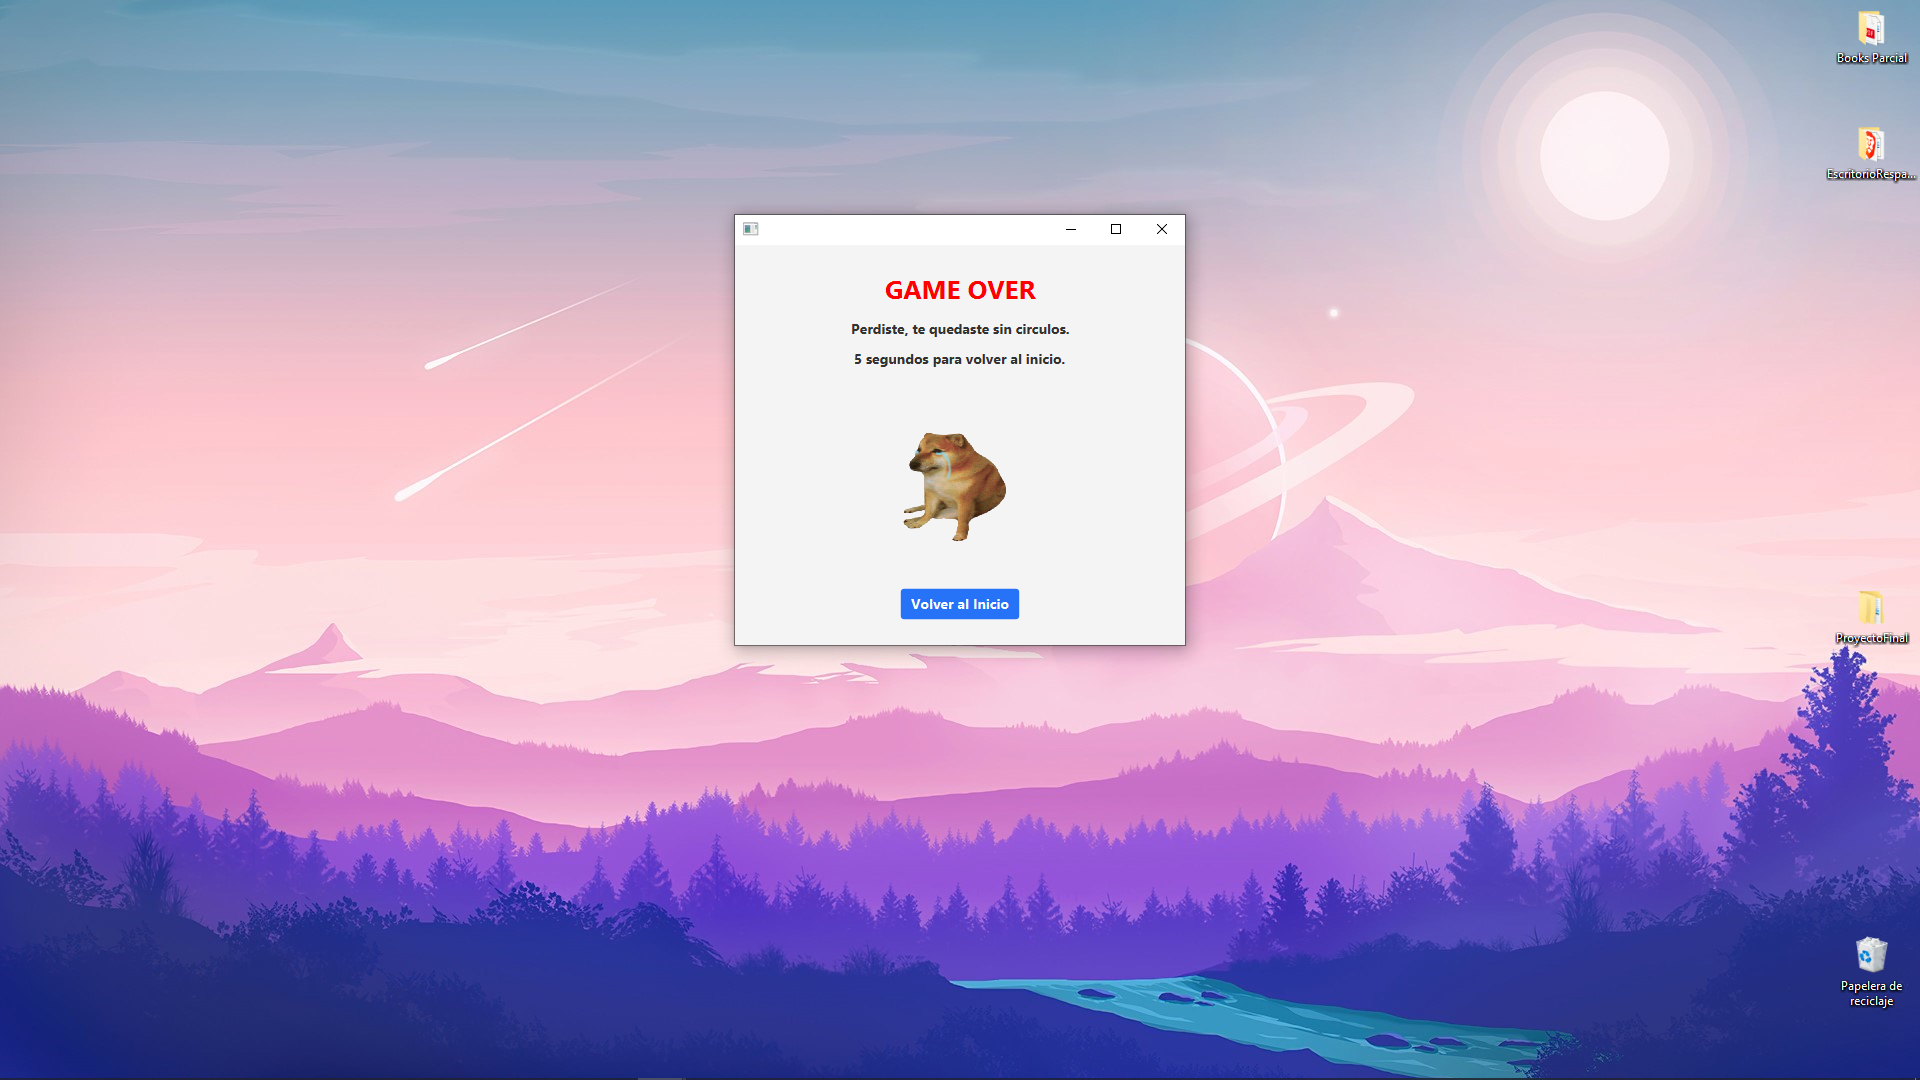 Books Parcial
EscritorioRespa...
GAME OVER
Perdiste, te quedaste sin circulos.
5 segundos para volver al inicio.
Volver al Inicio
ProyectoFinal
Papelera de
reciclaje